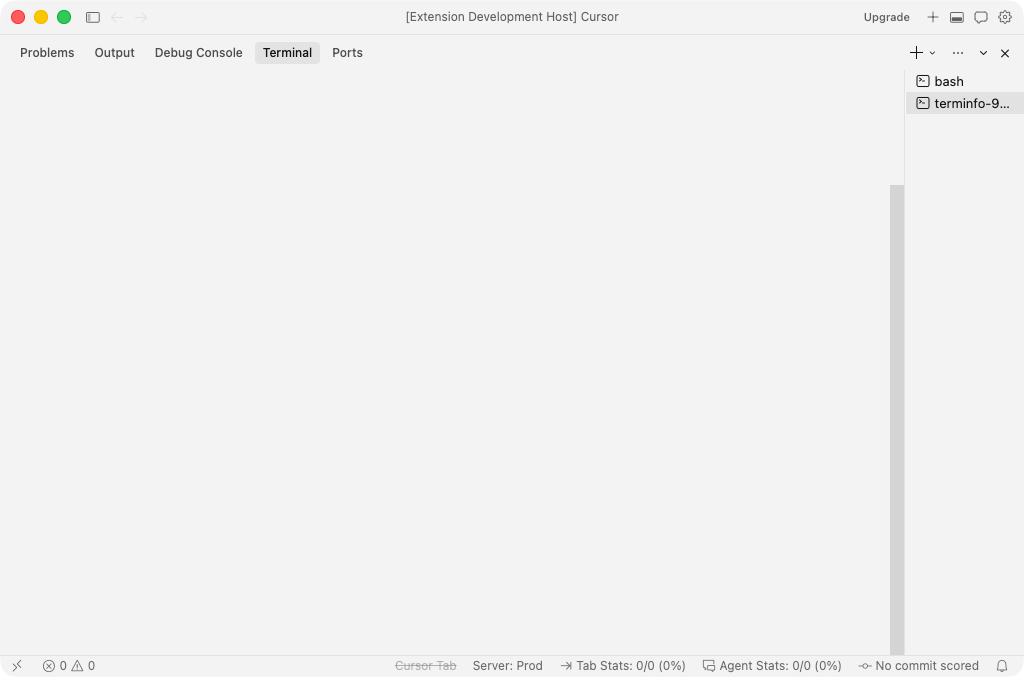 [Extension Development Host] Cursor
Upgrade
Problems Output Debug Console Terminal Ports
bash
terminfo-9...
0 0 Cursor Tab Server: Prod Tab Stats: 0/0 (0%) Agent Stats: 0/0 (0%) No commit scored